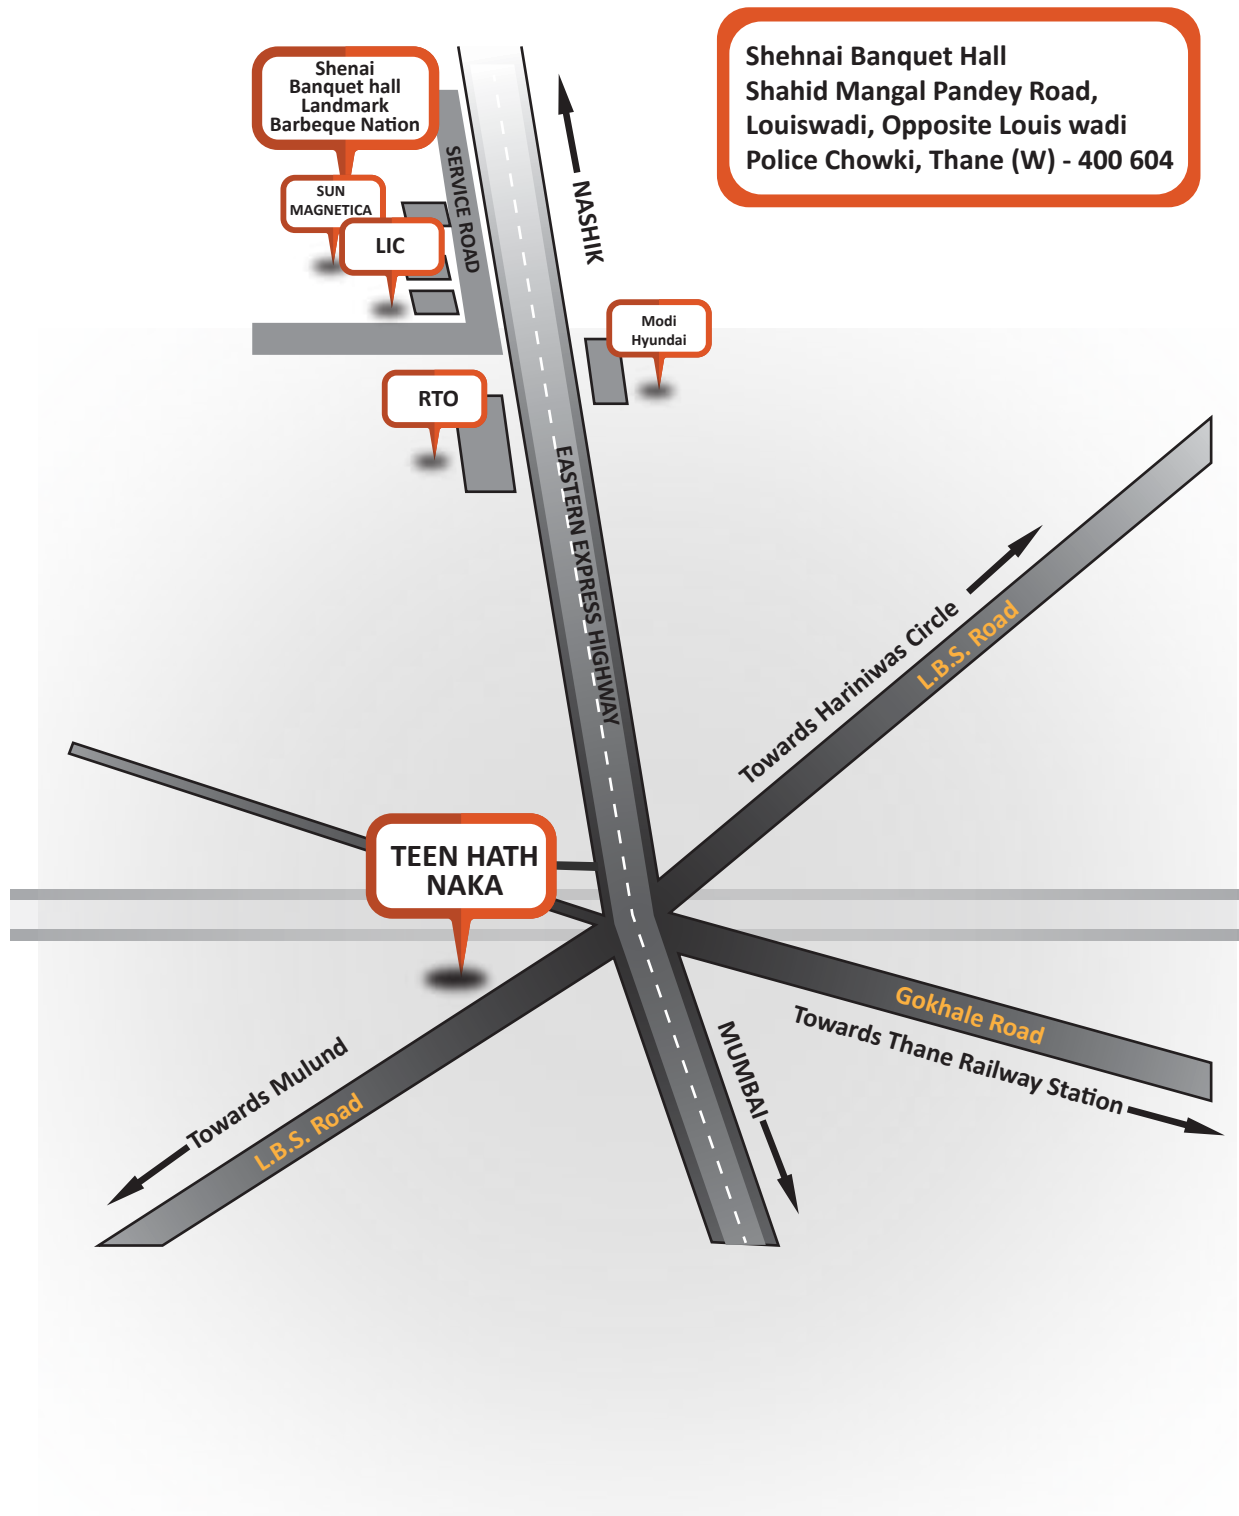 Shehnai Banquet Hall
Shahid Mangal Pandey Road,
Louiswadi, Opposite Louis wadi
Police Chowki, Thane (W) - 400 604
Shenai
Banquet hall
Landmark
Barbeque Nation
SERVICE ROAD
NASHIK
SUN
MAGNETICA
LIC
Modi
Hyundai
RTO
EASTERN EXPRESS HIGHWAY
Towards Hariniwas Circle
L.B.S. Road
TEEN HATH
NAKA
Gokhale Road
Towards Thane Railway Station
MUMBAI
Towards Mulund
L.B.S. Road